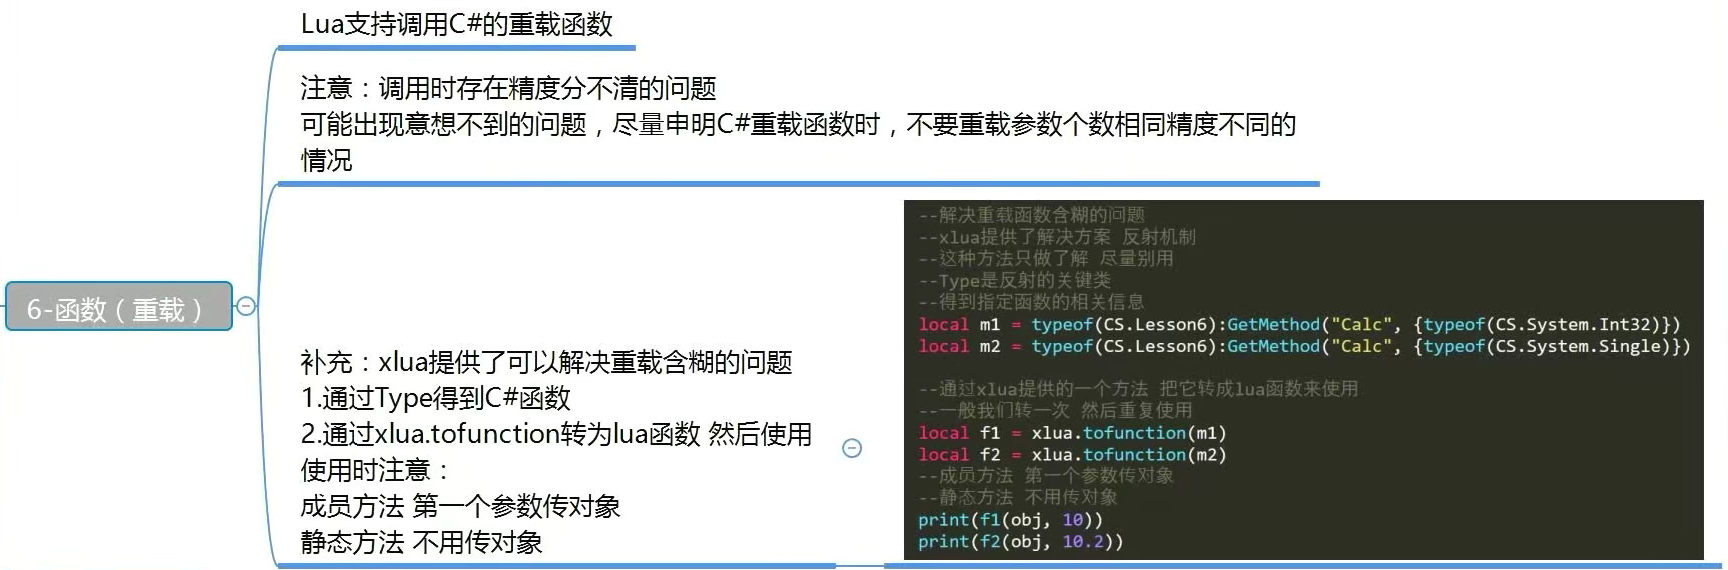 Lua支持调用C#的重载函数
注意：调用时存在精度分不清的问题
可能出现意想不到的问题，尽量申明C#重载函数时，不要重载参数个数相同精度不同的
情况
6-函数（重载）
补充：xlua提供了可以解决重载含糊的问题
1.通过Type得到C#函数
2.通过xlua.tofunction转为lua函数 然后使用
使用时注意：
成员方法 第一个参数传对象
静态方法 不用传对象
--解决重载函数含糊的问题
--xlua提供了解决方案 反射机制
--这种方法只做了解 尽量别用
--Type是反射的关键类
--得到指定函数的相关信息
local m1 = typeof(CS.Lesson6):GetMethod("Calc", {typeof(CS.System.Int32)})
local m2 = typeof(CS.Lesson6):GetMethod("Calc", {typeof(CS.System.Single)})
--通过xlua提供的一个方法 把它转成lua函数来使用
--一般我们转一次 然后重复使用
local f1 = xlua.tofunction(m1)
local f2 = xlua.tofunction(m2)
--成员方法 第一个参数传对象
--静态方法 不用传对象
print(f1(obj, 10))
print(f2(obj, 10.2))